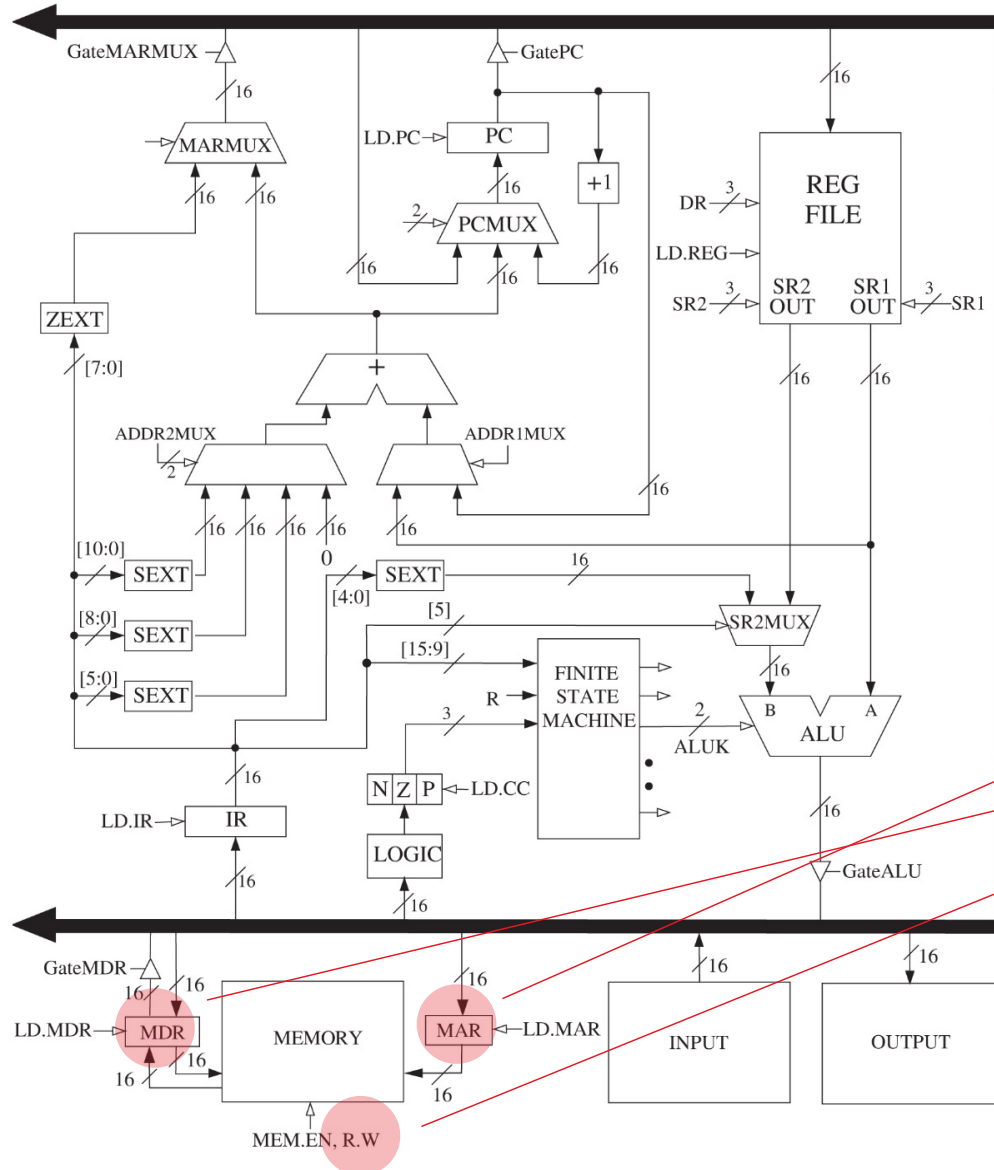 GateMARMUX
GatePC
16
16
MARMUX
LD.PC
PC
16
+1
REG
FILE
DR
3
16
16
2
PCMUX
16
16
16
LD.REG
SR2
3
SR2
OUT
SR1
OUT
3
SR1
ZEXT
[7:0]
+
16
16
ADDR2MUX
2
ADDR1MUX
16
16
16
16
16
16
0
[10:0]
SEXT
[4:0]
SEXT
16
[8:0]
SEXT
[5]
SR2MUX
[15:9]
16
[5:0]
SEXT
R
3
FINITE
STATE
MACHINE
2
ALUK
B
A
ALU
16
N Z P
LD.CC
LD.IR
IR
LOGIC
16
GateALU
16
16
GateMDR
16
16
16
16
16
LD.MDR
MDR
MEMORY
MAR
LD.MAR
INPUT
OUTPUT
16
16
16
MEM.EN, R.W